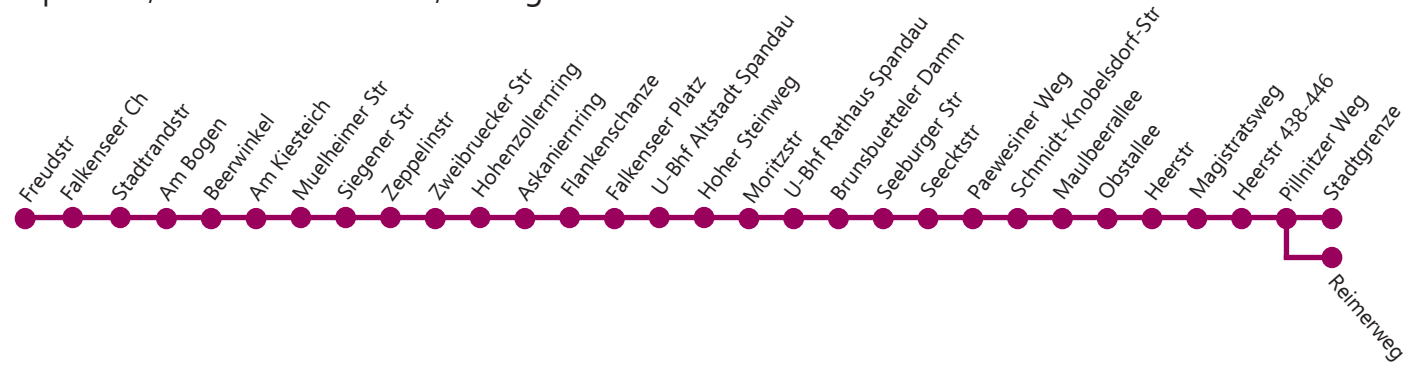 Freudstr
Falkenseer Ch
Stadtrandstr
Am Bogen
Beerwinkel
Am Kiesteich
Muelheimer Str
Siegener Str
Zeppelinstr
Zweibruecker Str
Hohenzollernring
Askanierring
Flankenschanze
Falkenseer Platz
U-Bhf Altstadt Spandau
Hoher Steinweg
Moritzstr
U-Bhf Rathaus Spandau
Brunsbuetteler Damm
Seeburger Str
Seecktstr
Paewesiner Weg
Schmidt-Knobelsdorf-Str
Maulbeerallee
Obstallee
Heerstr
Magistratsweg
Heerstr 438-446
Pillnitzer Weg
Stadtgrenze
Reimerweg